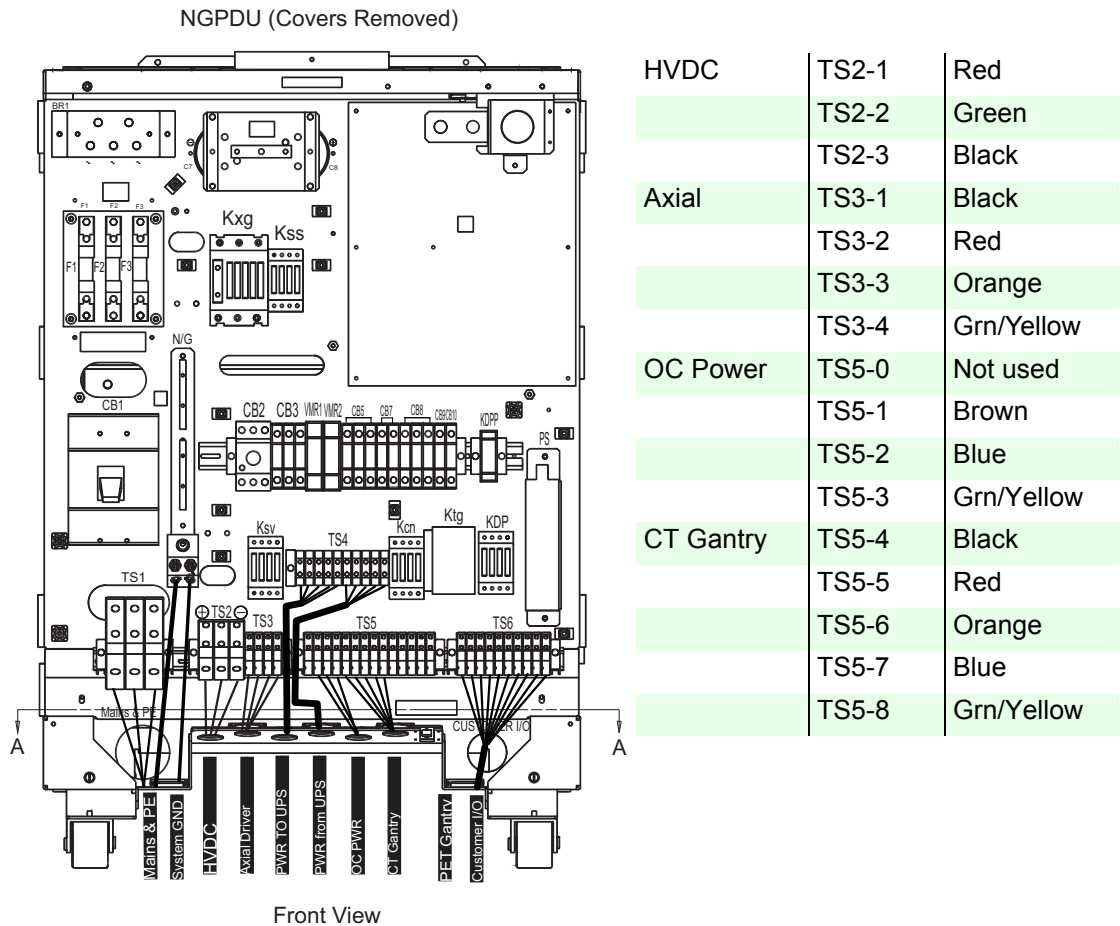 NGPDU (Covers Removed)
BR1
C7
C8
~ ~ ~
F1 F2 F3
F1 F2 F3
Kxg
Kss
N/G
CB1
CB2 CB3 VMR1 VMR2 CB5 CB7 CB8 CB9 CB10 KDPP
PS
Ksv
TS4
Kcn
Ktg
KDP
TS1
TS2
TS3
TS5
TS6
Mains & PE
CUSTOMER I/O
A
A
Mains & PE
System GND
HVDC
Axial Driver
PWR TO UPS
PWR from UPS
OC PWR
CT Gantry
PET Gantry
Customer I/O
Front View
HVDC TS2-1 Red
TS2-2 Green
TS2-3 Black
Axial TS3-1 Black
TS3-2 Red
TS3-3 Orange
TS3-4 Grn/Yellow
OC Power TS5-0 Not used
TS5-1 Brown
TS5-2 Blue
TS5-3 Grn/Yellow
CT Gantry TS5-4 Black
TS5-5 Red
TS5-6 Orange
TS5-7 Blue
TS5-8 Grn/Yellow